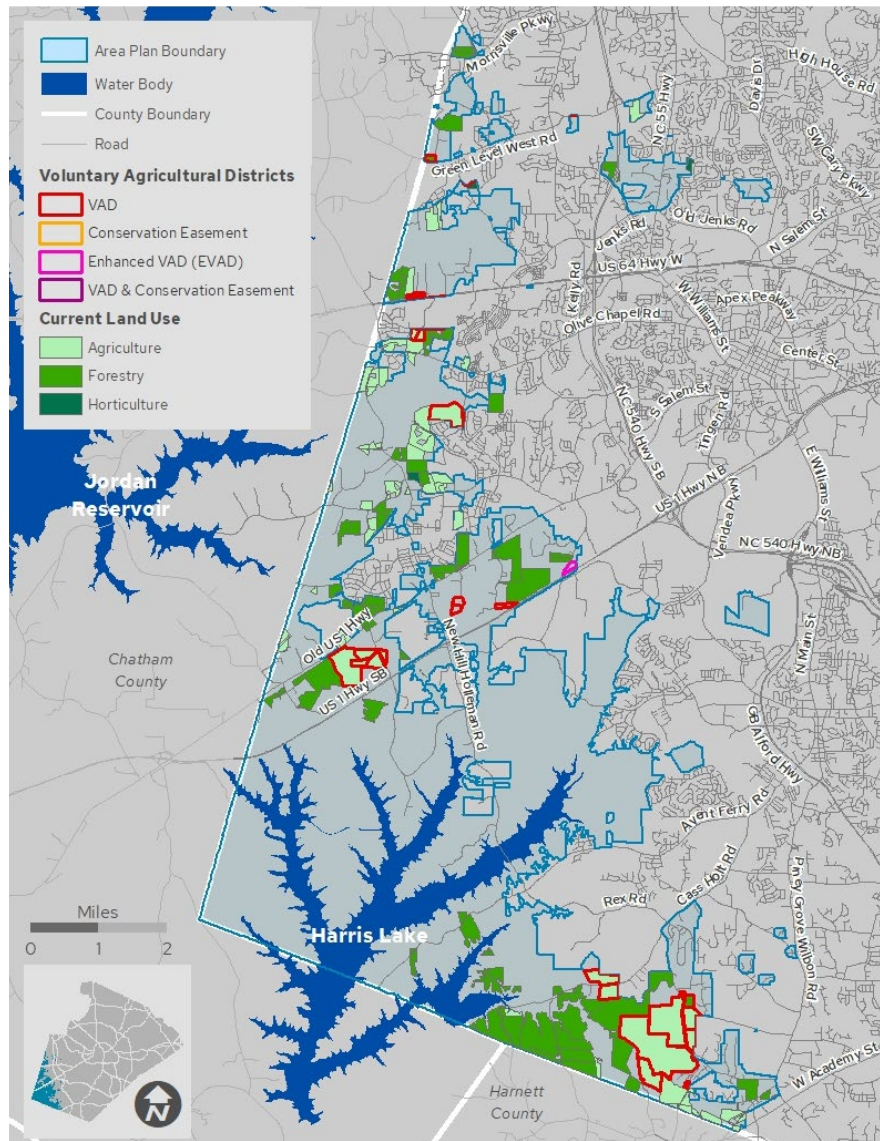 Area Plan Boundary
Water Body
County Boundary
Road
Voluntary Agricultural Districts
VAD
Conservation Easement
Enhanced VAD (EVAD)
VAD & Conservation Easement
Current Land Use
Agriculture
Forestry
Horticulture
Morrisville Pkwy
High House Rd
Davis Dr
NC 55 Hwy
SW Cary Pkwy
Green Level West Rd
Old Jenks Rd
Jenks Rd
N Salem St
US 64 Hwy W
Kelly Rd
Apex Peakway
W Williams St
Olive Chapel Rd
Center St
S Salem St
NC 540 Hwy SB
Tingen Rd
E Williams St
US 1 Hwy NB
Jordan
Reservoir
Veridea Pkwy
NC 540 Hwy NB
N Main St
Old US 1 Hwy
New Hill Holleman Rd
Chatham
County
US 1 Hwy SB
GB Alford Hwy
Avent Ferry Rd
Piney Grove Wilbon Rd
Cass Holt Rd
Rex Rd
Miles
0 1 2
Harris Lake
W Academy St
Harnett
County
N